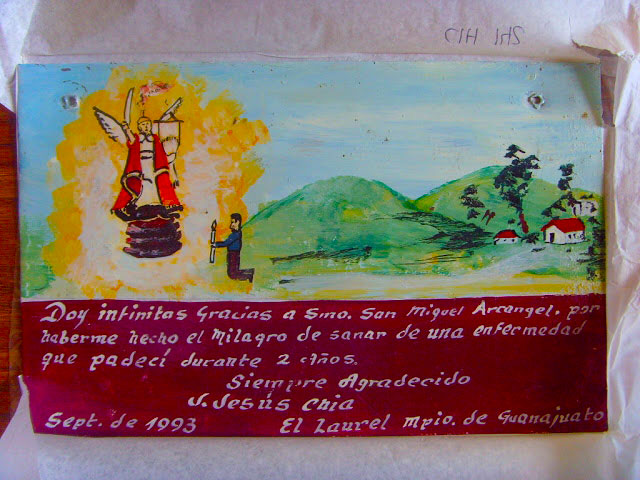 Doy infinitas Gracias a Smo. San Miguel Arcangel. por
haberme hecho el Milagro de sanar de una enfermedad
que padecí durante 2 años.
Siempre Agradecido
J. Jesús Chia
Sept. de 1993 El Laurel Mpio. de Guanajuato